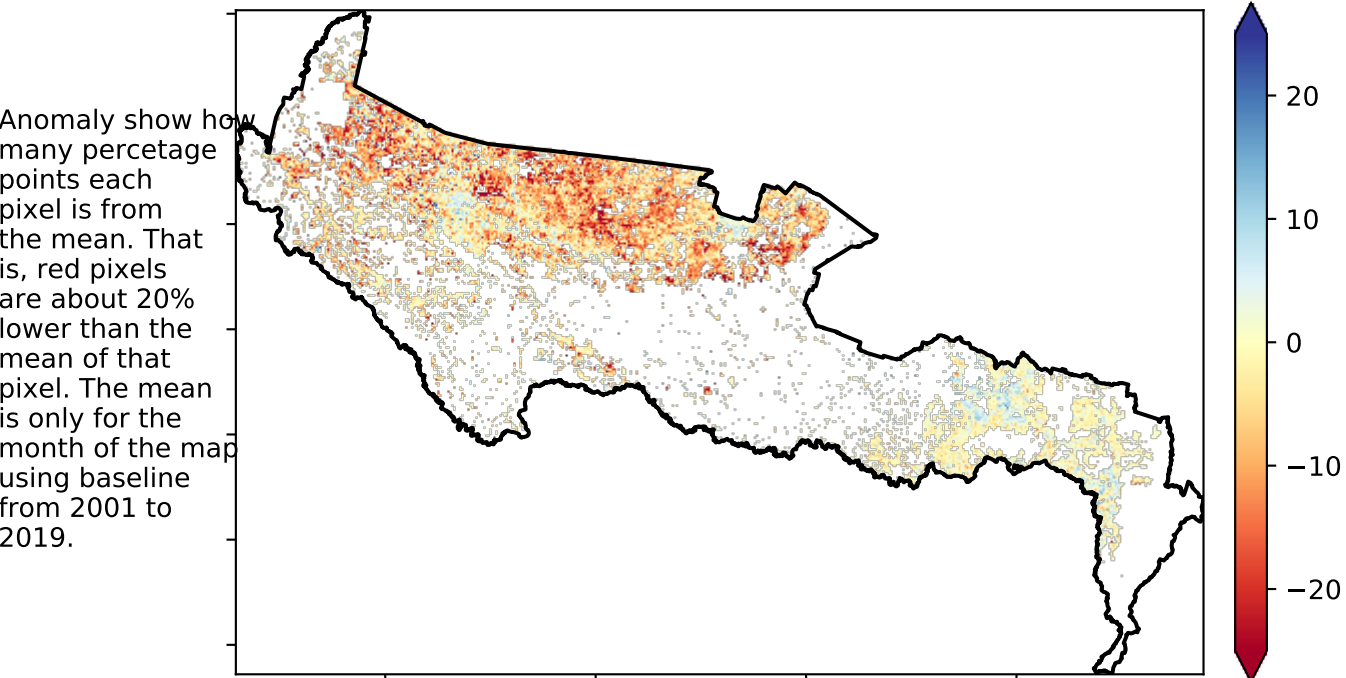 Anomaly show how
many percetage
points each
pixel is from
the mean. That
is, red pixels
are about 20%
lower than the
mean of that
pixel. The mean
is only for the
month of the map
using baseline
from 2001 to
2019.
20
10
0
−10
−20